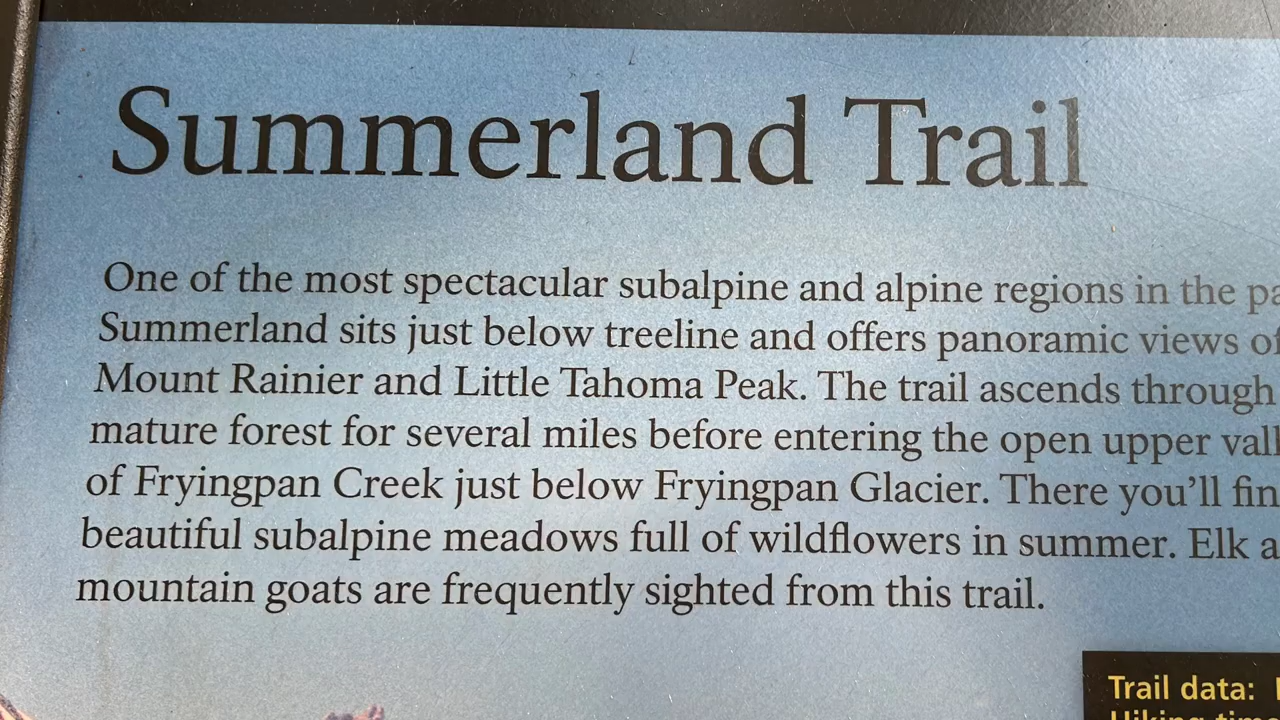 Summerland Trail
One of the most spectacular subalpine and alpine regions in the
Summerland sits just below treeline and offers panoramic views of
Mount Rainier and Little Tahoma Peak. The trail ascends through
mature forest for several miles before entering the open upper
of Fryingpan Creek just below Fryingpan Glacier. There you’ll
beautiful subalpine meadows full of wildflowers in summer. Elk
mountain goats are frequently sighted from this trail.
Trail data:
Hiking